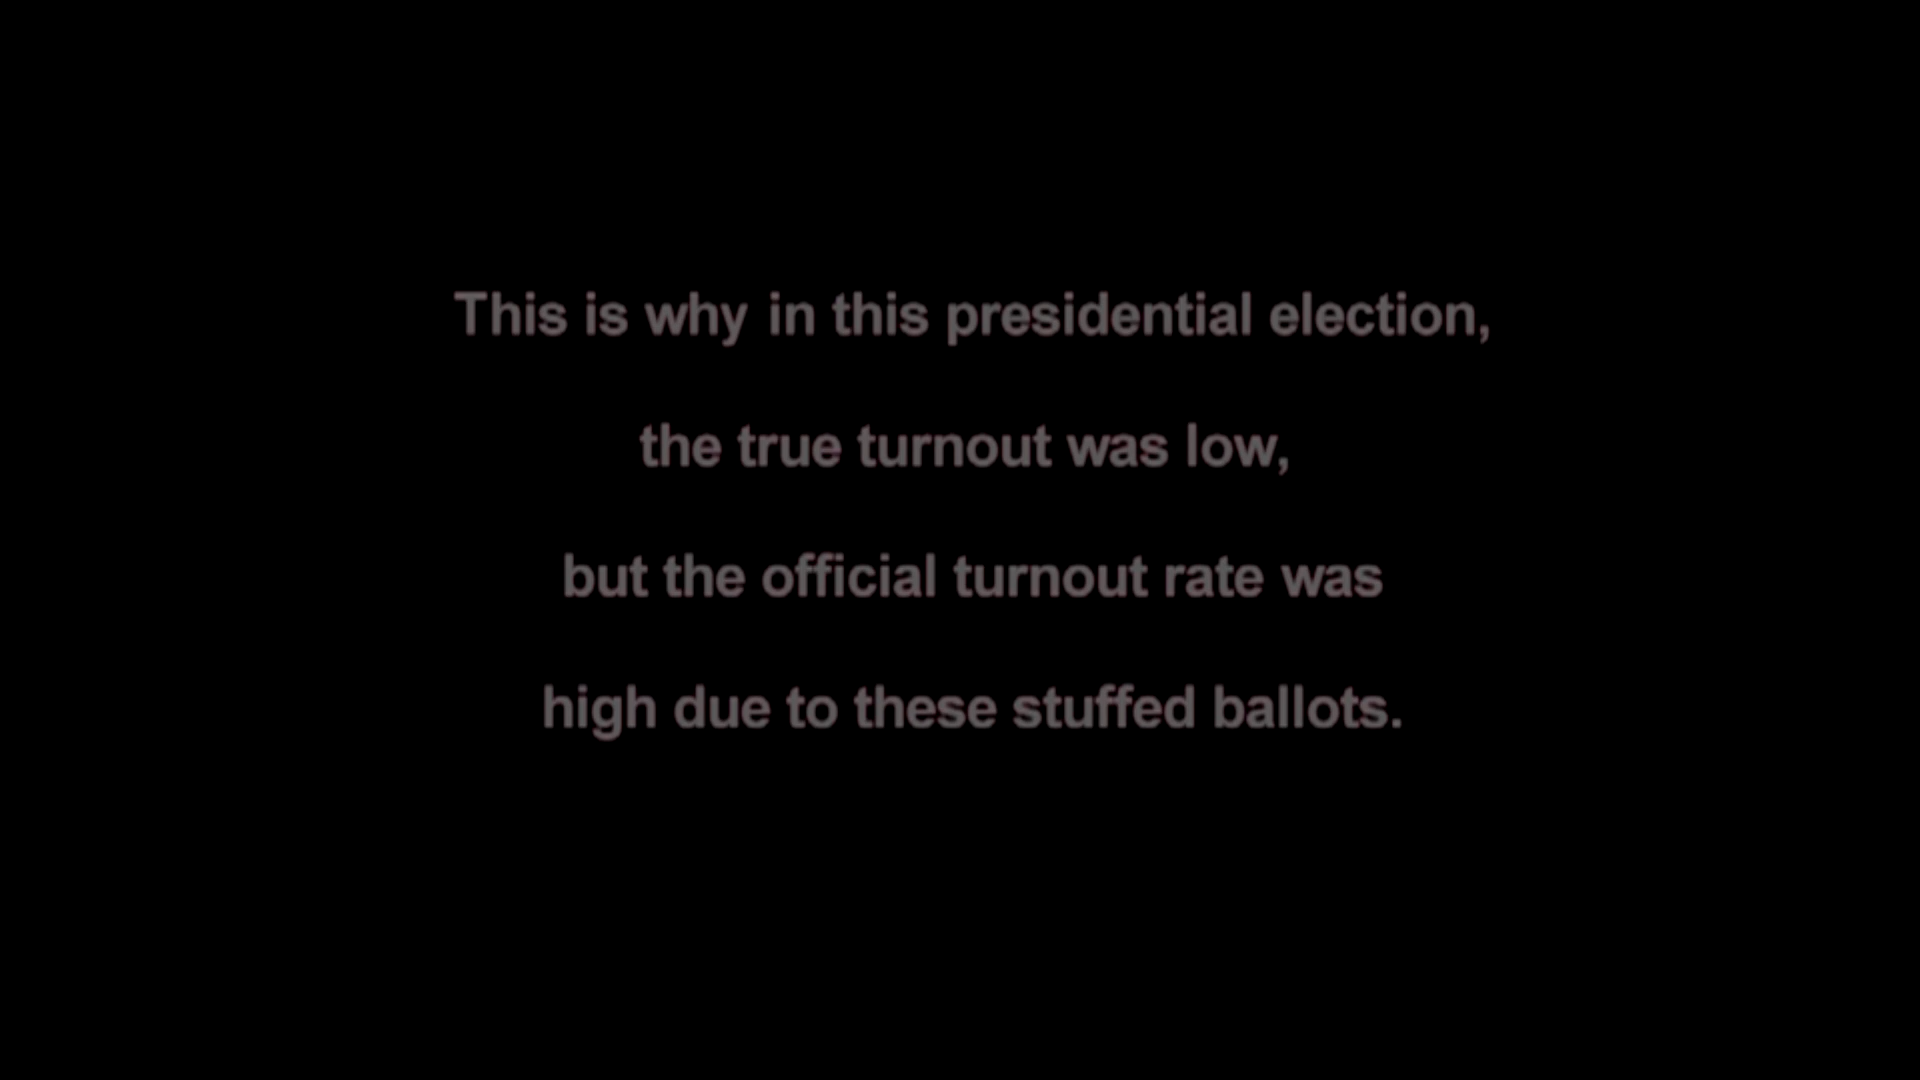 This is why in this presidential election,
the true turnout was low,
but the official turnout rate was
high due to these stuffed ballots.